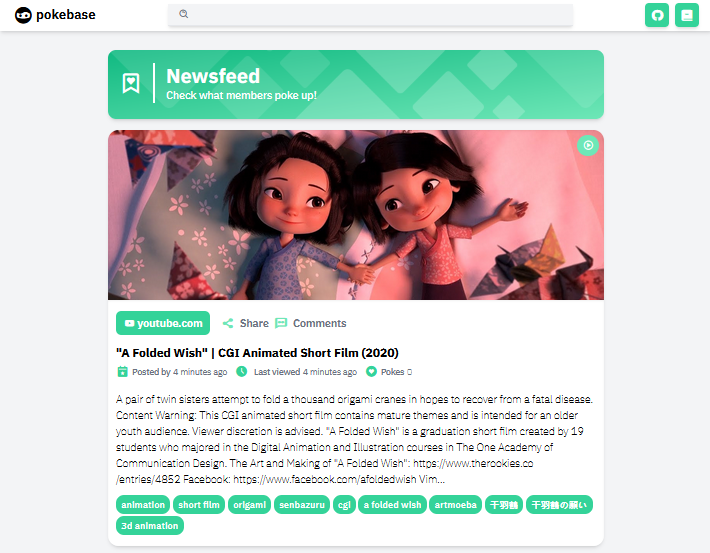 pokebase
Newsfeed
Check what members poke up!
youtube.com Share Comments
"A Folded Wish" | CGI Animated Short Film (2020)
Posted by 4 minutes ago Last viewed 4 minutes ago Pokes
A pair of twin sisters attempt to fold a thousand origami cranes in hopes to recover from a fatal disease.
Content Warning: This CGI animated short film contains mature themes and is intended for an older
youth audience. Viewer discretion is advised. "A Folded Wish" is a graduation short film created by 19
students who majored in the Digital Animation and Illustration courses in The One Academy of
Communication Design. The Art and Making of "A Folded Wish": https://www.therookies.co
/entries/4852 Facebook: https://www.facebook.com/afoldedwish Vim...
animation short film origami senbazuru cgi a folded wish artmoeba 千羽鶴 千羽鶴の願い
3d animation